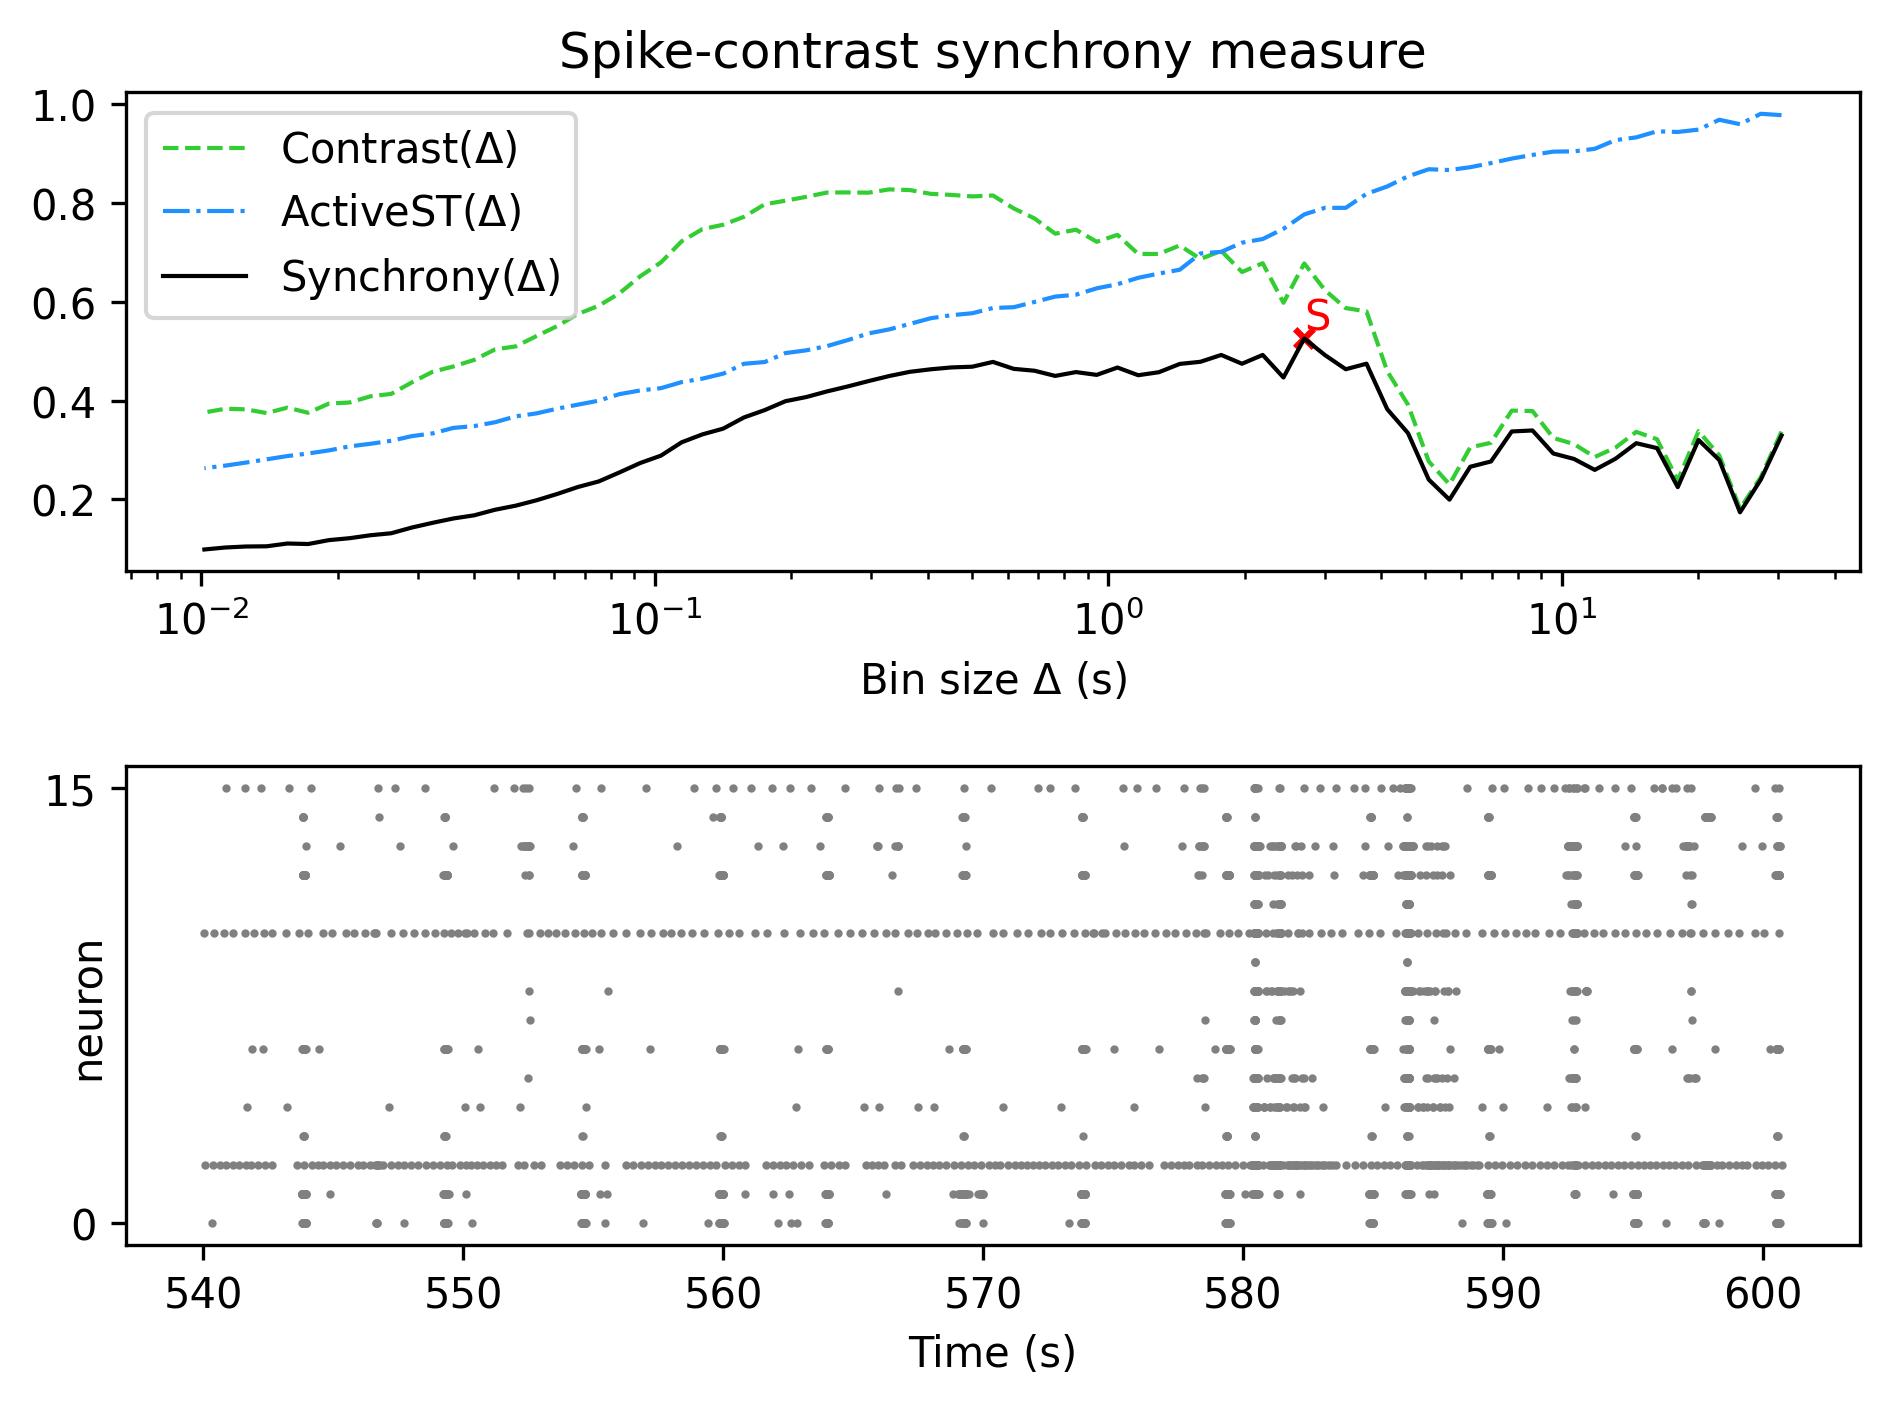 Spike-contrast synchrony measure
1.0
0.8
0.6
0.4
0.2
Contrast(Δ)
ActiveST(Δ)
Synchrony(Δ)
S
10⁻² 10⁻¹ 10⁰ 10¹
Bin size Δ (s)
15
0
neuron
540 550 560 570 580 590 600
Time (s)